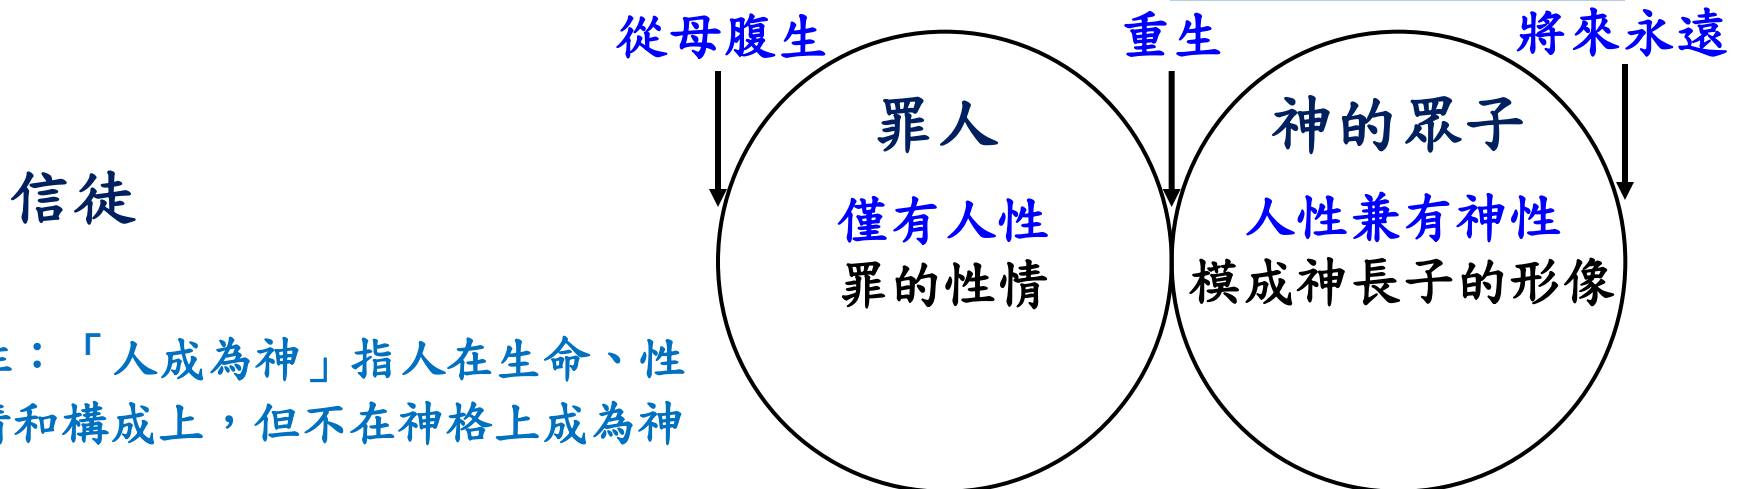 從母腹生
重生
將來永遠
罪人
神的眾子
信徒
僅有人性
人性兼有神性
罪的性情
模成神長子的形像
：「人成為神」指人在生命、性
和構成上，但不在神格上成為神